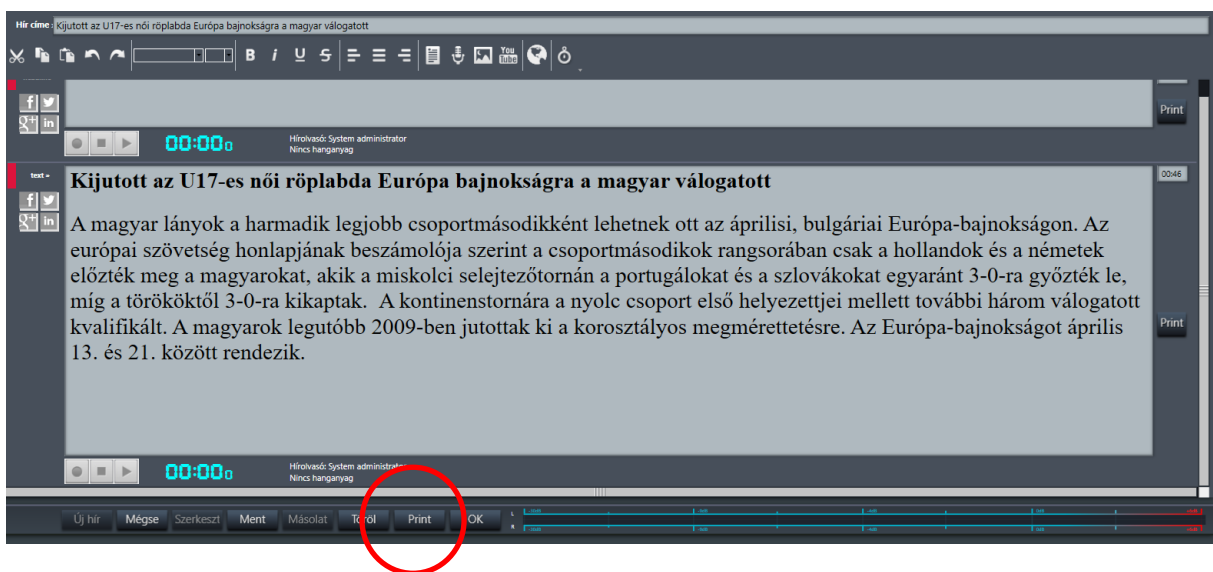 Hír címe: Kijutott az U17-es női röplabda Európa bajnokságra a magyar válogatott
B i U S You Tube
f
g+ in
Print
00:00 0
Hírolvasó: System administrator
Nincs hanganyag
text
Kijutott az U17-es női röplabda Európa bajnokságra a magyar válogatott
00:46
f
g+ in
A magyar lányok a harmadik legjobb csoportmásodikként lehetnek ott az áprilisi, bulgáriai Európa-bajnokságon. Az
európai szövetség honlapjának beszámolója szerint a csoportmásodikok rangsorában csak a hollandok és a németek
előzték meg a magyarokat, akik a miskolci selejtezőtornán a portugálokat és a szlovákokat egyaránt 3-0-ra győzték le,
míg a törököktől 3-0-ra kikaptak.  A kontinenstornára a nyolc csoport első helyezettjei mellett további három válogatott
kvalifikált. A magyarok legutóbb 2009-ben jutottak ki a korosztályos megmérettetésre. Az Európa-bajnokságot április
Print
13. és 21. között rendezik.
00:00 0
Hírolvasó: System administrator
Nincs hanganyag
Új hír Mégse Szerkeszt Ment Másolat Töröl Print OK
L
R